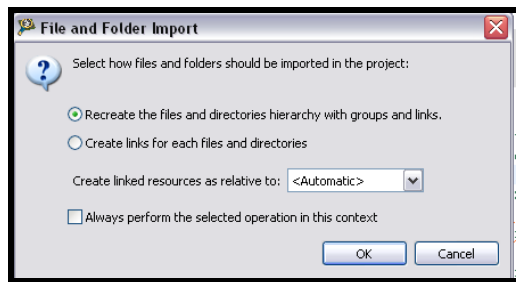 File and Folder Import
Select how files and folders should be imported in the project:
Recreate the files and directories hierarchy with groups and links.
Create links for each files and directories
Create linked resources as relative to: <Automatic>
Always perform the selected operation in this context
OK Cancel